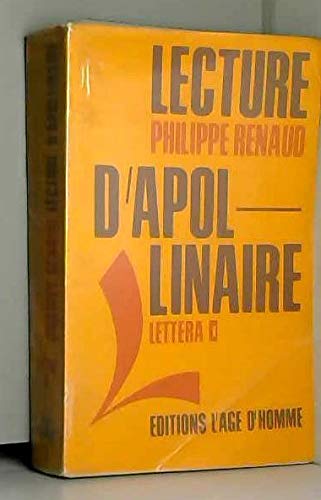 LECTURE
PHILIPPE RENAUD
D'APOL—
LINAIRE
LETTERA
EDITIONS L'AGE D'HOMME